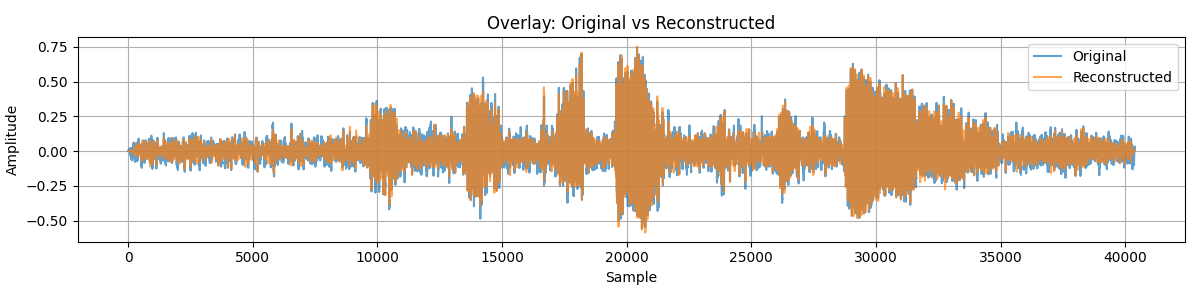 Overlay: Original vs Reconstructed
Amplitude
0.75
0.50
0.25
0.00
−0.25
−0.50
Original
Reconstructed
0 5000 10000 15000 20000 25000 30000 35000 40000
Sample